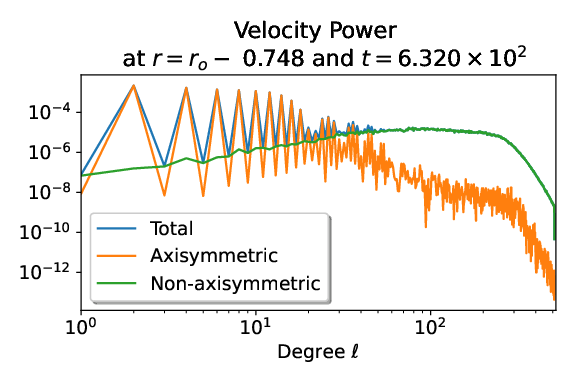 Velocity Power
at r = r_o − 0.748 and t = 6.320 × 10^2
10^−4
10^−6
10^−8
10^−10
10^−12
Total
Axisymmetric
Non-axisymmetric
10^0
10^1
10^2
Degree ℓ